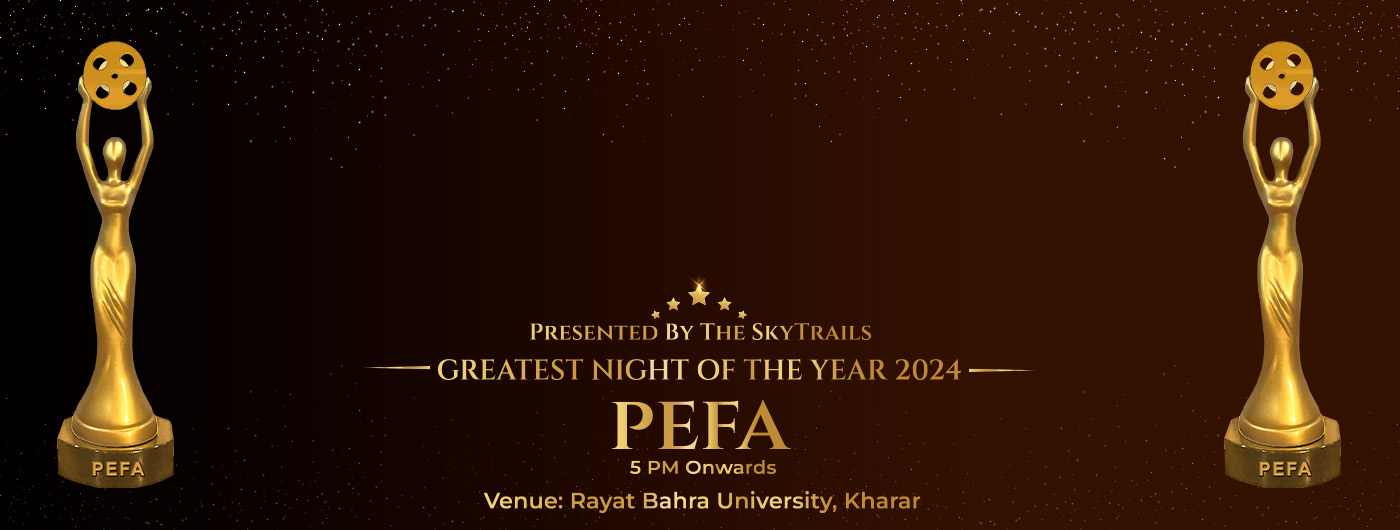 Presented By The SkyTrails
GREATEST NIGHT OF THE YEAR 2024
PEFA
5 PM Onwards
Venue: Rayat Bahra University, Kharar
PEFA
PEFA